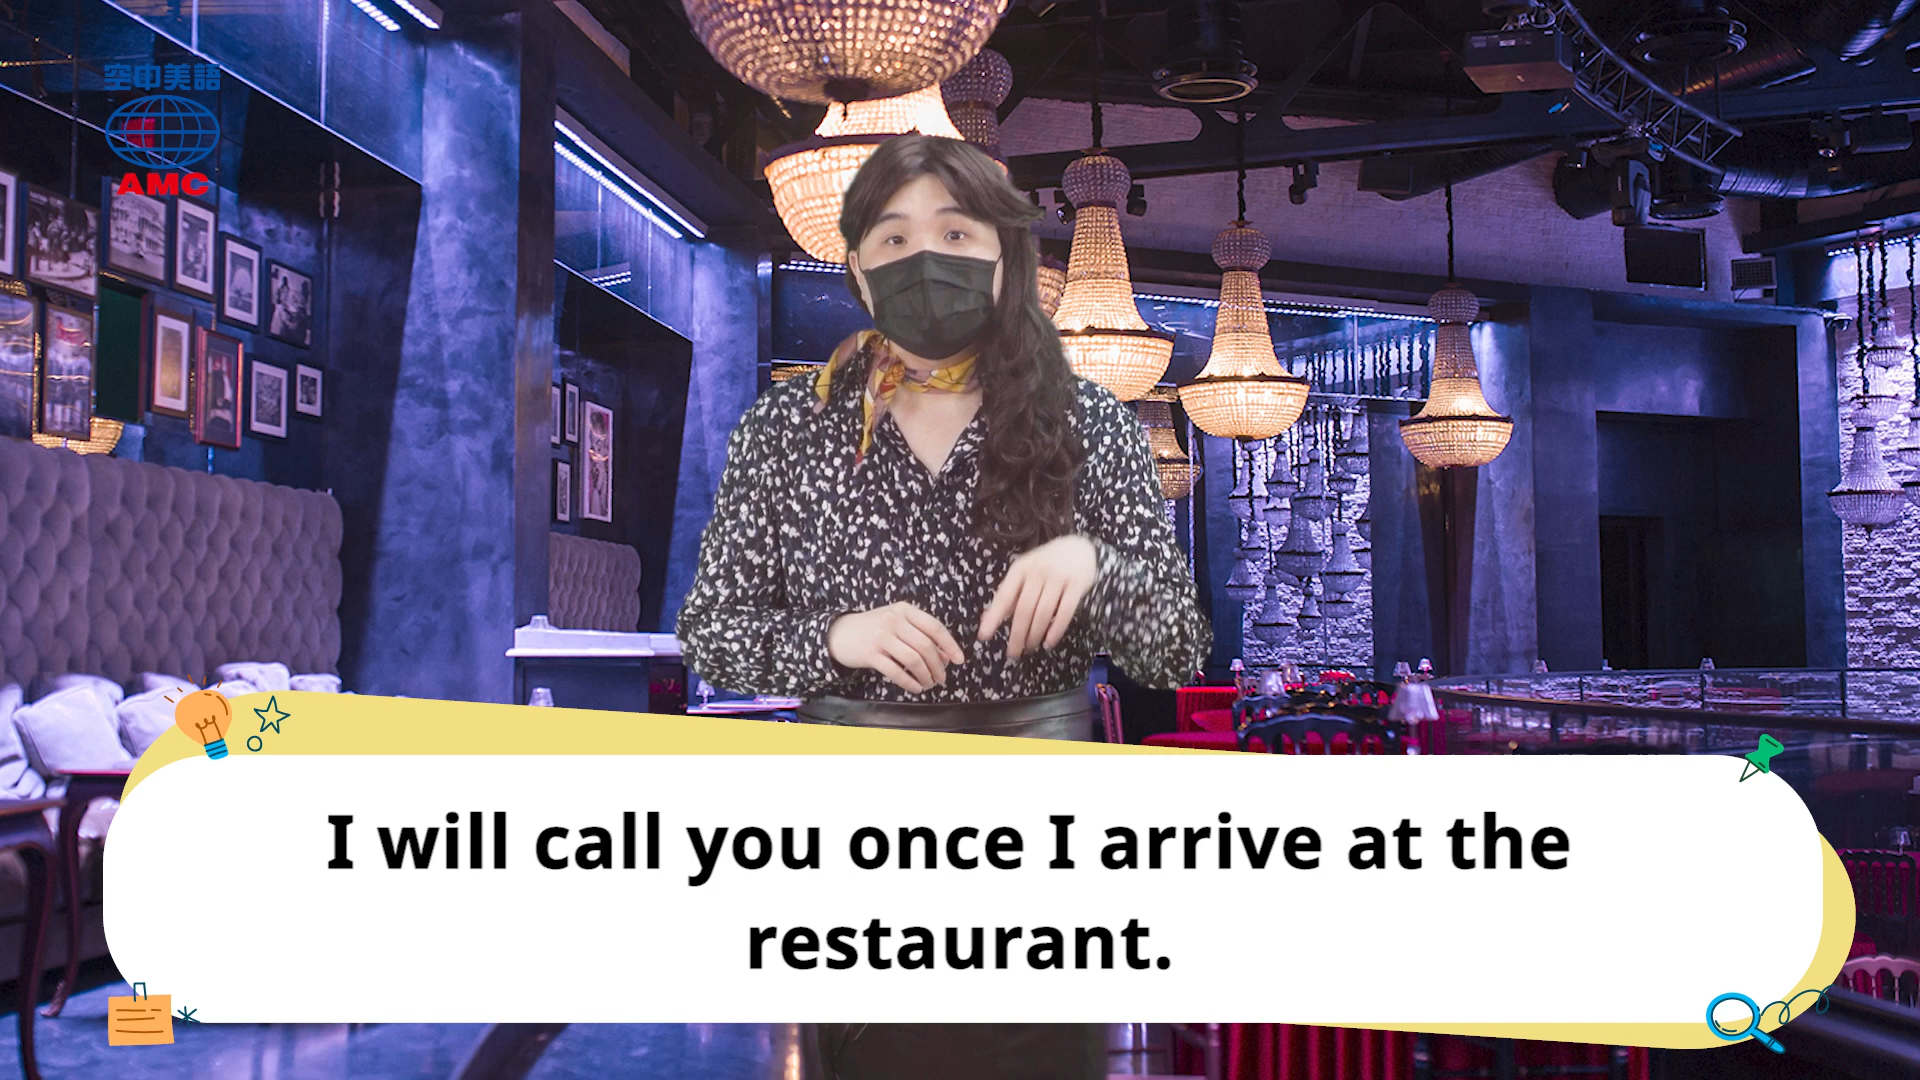 空中美語
AMC
I will call you once I arrive at the
restaurant.